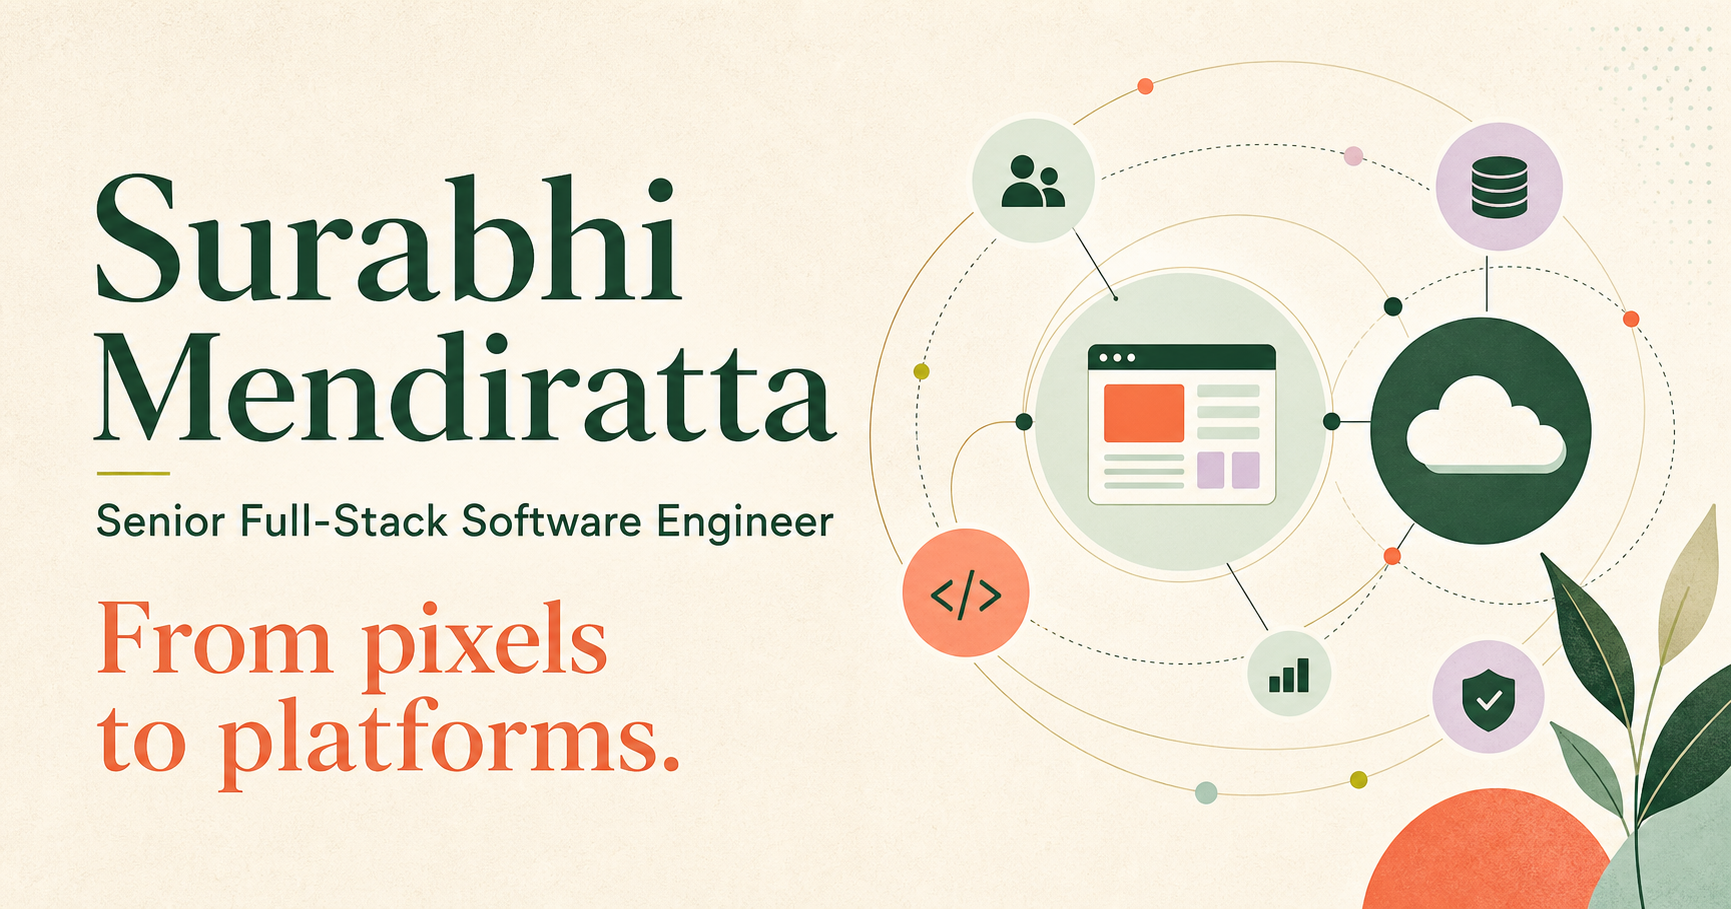 Surabhi
Mendiratta
Senior Full-Stack Software Engineer
From pixels
to platforms.
</>